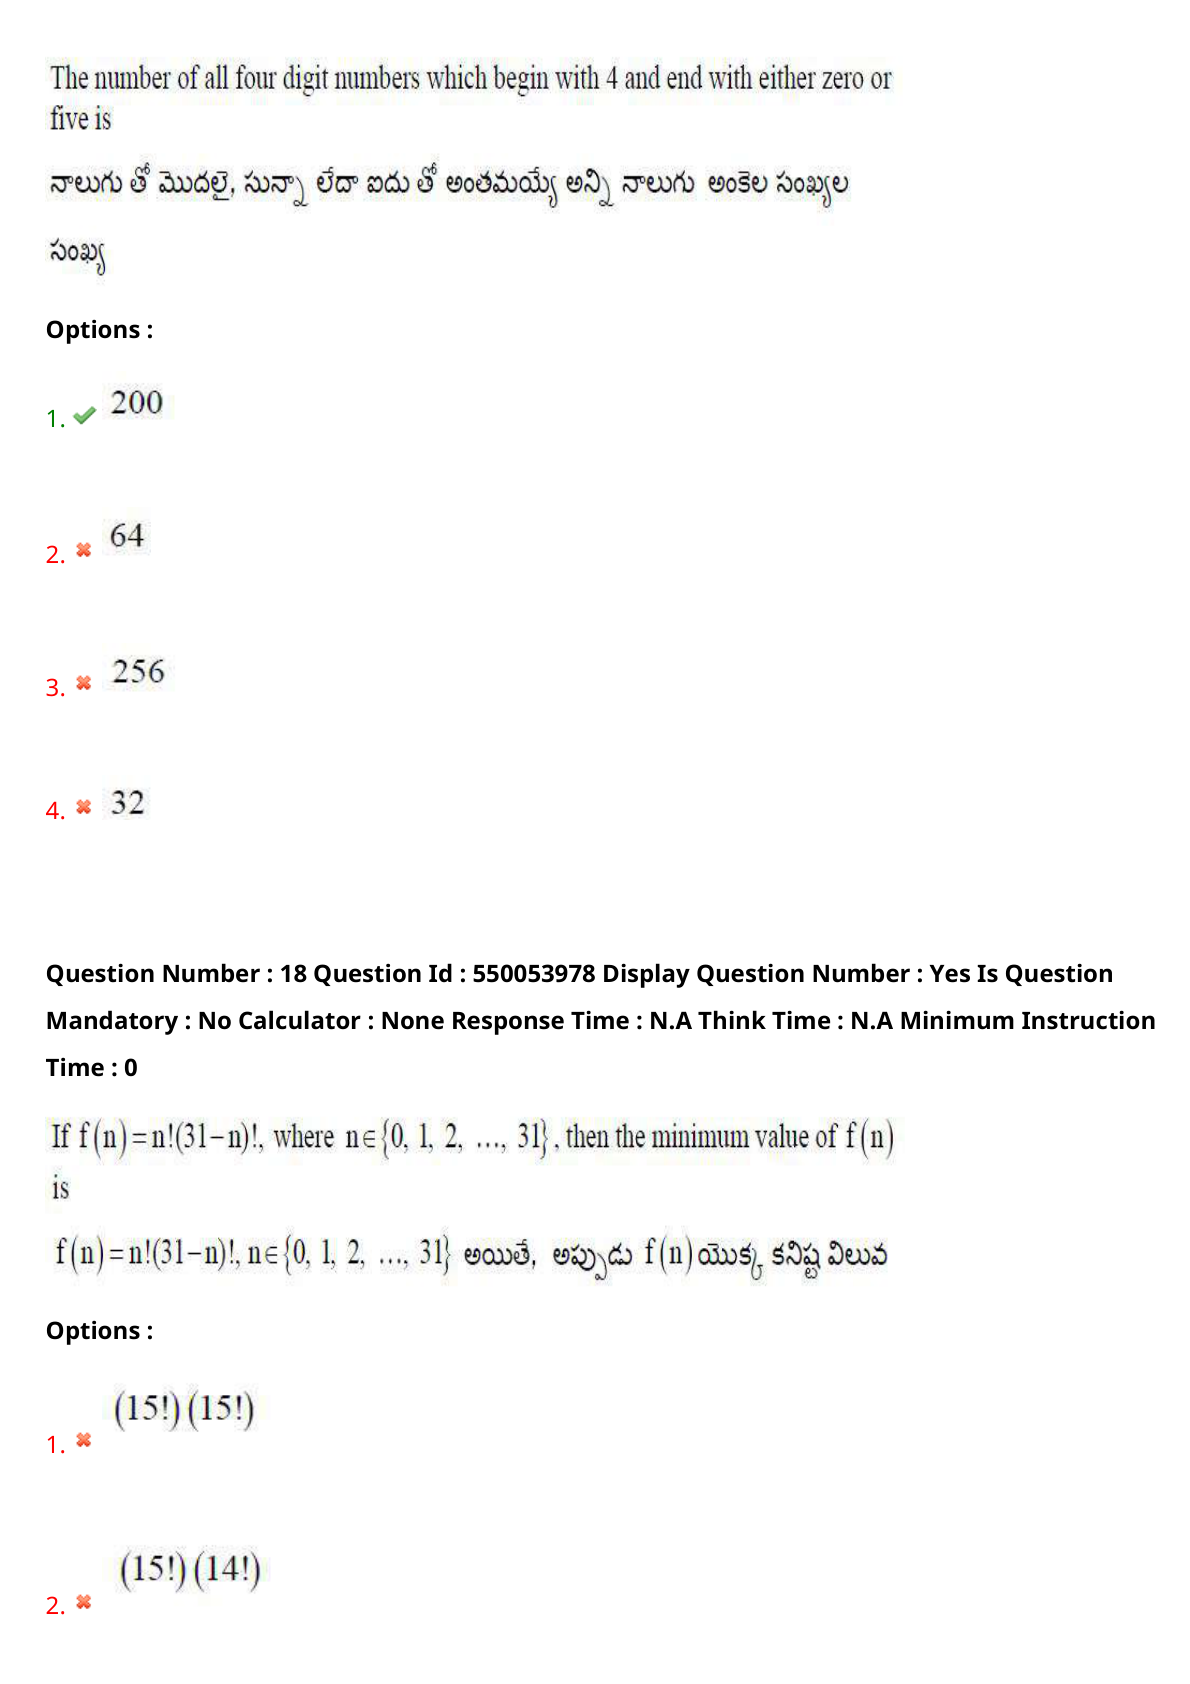 The number of all four digit numbers which begin with 4 and end with either zero or
five is
నాలుగు తో మొదలై, సున్నా లేదా ఐదు తో అంతమయ్యే అన్ని నాలుగు అంకెల సంఖ్యల
సంఖ్య
Options :
1. 200
2. 64
3. 256
4. 32
Question Number : 18 Question Id : 550053978 Display Question Number : Yes Is Question
Mandatory : No Calculator : None Response Time : N.A Think Time : N.A Minimum Instruction
Time : 0
If f(n)=n!(31−n)!, where n∈{0, 1, 2, ..., 31}, then the minimum value of f(n)
is
f(n)=n!(31−n)!, n∈{0, 1, 2, ..., 31} అయితే, అప్పుడు f(n) యొక్క కనిష్ట విలువ
Options :
1. (15!)(15!)
2. (15!)(14!)